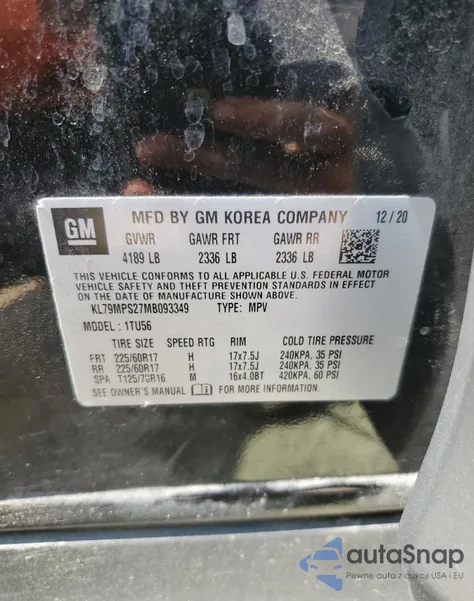 GM
MFD BY GM KOREA COMPANY 12/20
GVWR GAWR FRT GAWR RR
4189 LB 2336 LB 2336 LB
THIS VEHICLE CONFORMS TO ALL APPLICABLE U.S. FEDERAL MOTOR
VEHICLE SAFETY AND THEFT PREVENTION STANDARDS IN EFFECT
ON THE DATE OF MANUFACTURE SHOWN ABOVE.
KL79MPS27MB093349 TYPE: MPV
MODEL: 1TU56
TIRE SIZE SPEED RTG RIM COLD TIRE PRESSURE
FRT 225/60R17 H 17x7.5J 240KPA, 35 PSI
RR 225/60R17 H 17x7.5J 240KPA, 35 PSI
SPA T125/70R16 M 16x4.0BT 420KPA, 60 PSI
SEE OWNER'S MANUAL FOR MORE INFORMATION.
autoSnap
Pewne auta z aukcji USA i EU